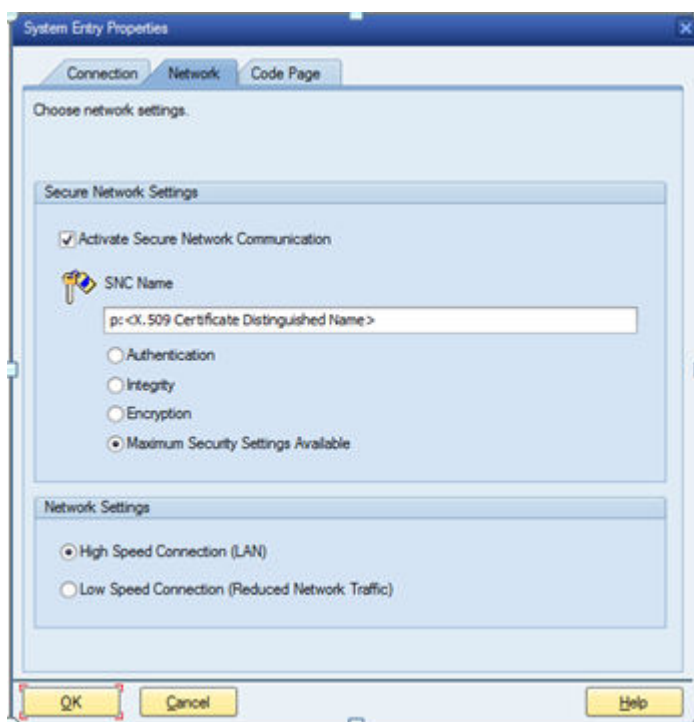 System Entry Properties
Connection Network Code Page
Choose network settings.
Secure Network Settings
Activate Secure Network Communication
SNC Name
p:<X.509 Certificate Distinguished Name>
Authentication
Integrity
Encryption
Maximum Security Settings Available
Network Settings
High Speed Connection (LAN)
Low Speed Connection (Reduced Network Traffic)
OK Cancel Help